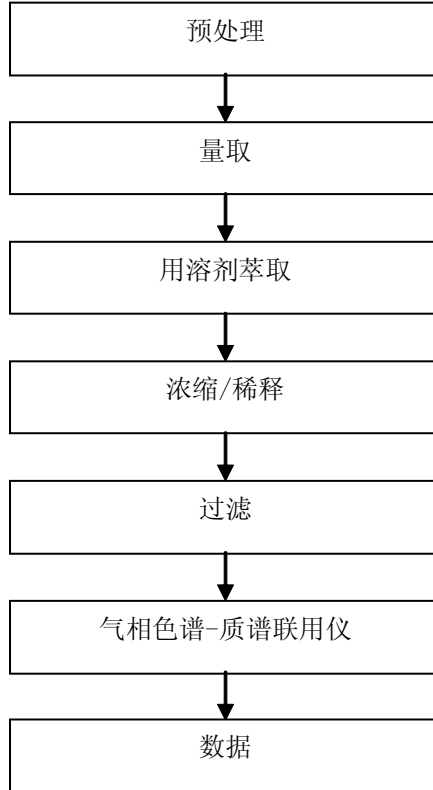 预处理
量取
用溶剂萃取
浓缩/稀释
过滤
气相色谱-质谱联用仪
数据